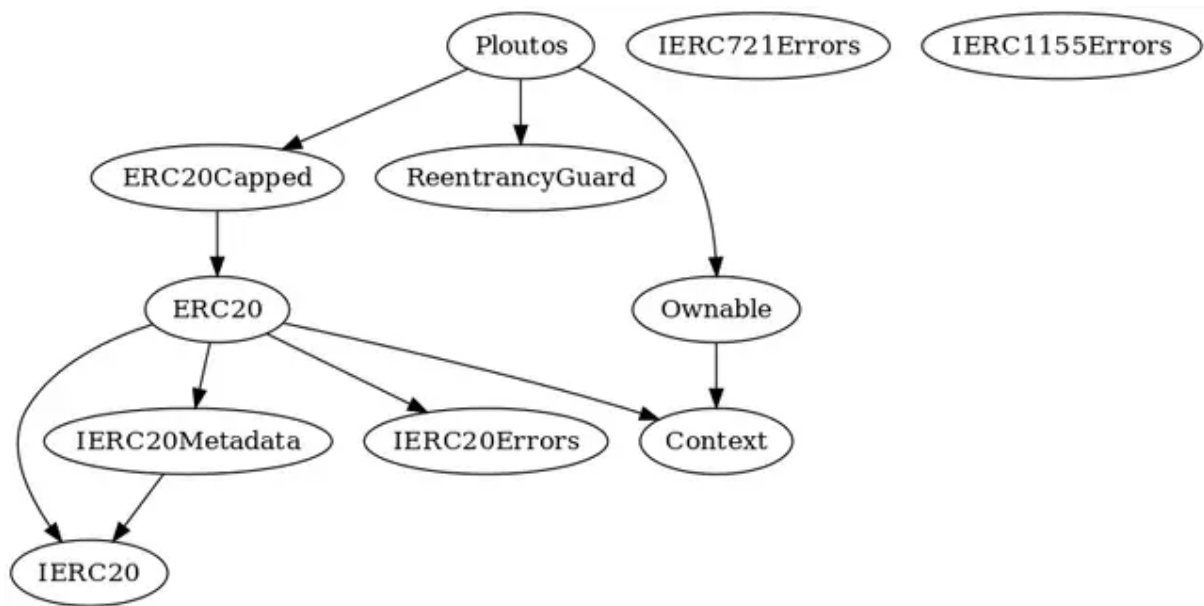 Ploutos
IERC721Errors
IERC1155Errors
ERC20Capped
ReentrancyGuard
ERC20
Ownable
IERC20Metadata
IERC20Errors
Context
IERC20